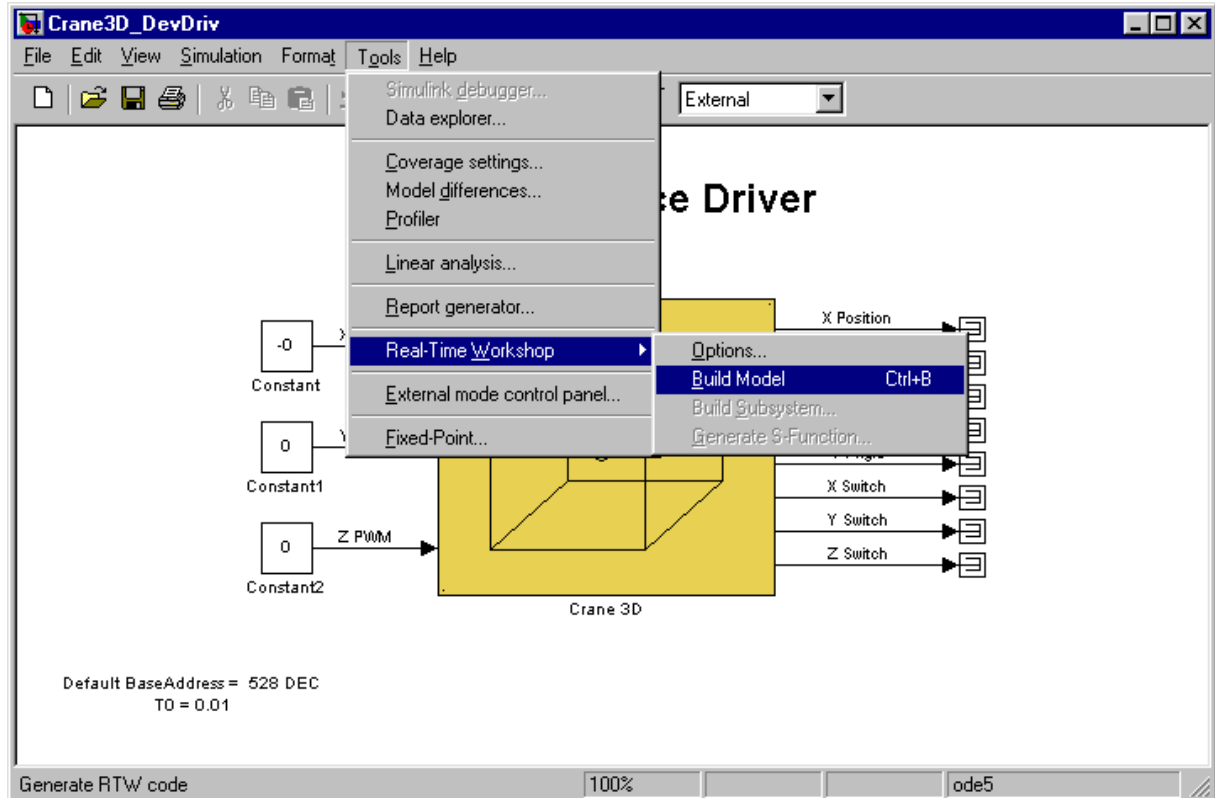 Crane3D_DevDriv
File Edit View Simulation Format Tools Help
External
Simulink debugger...
Data explorer...
Coverage settings...
Model differences...
Profiler
Linear analysis...
Report generator...
Real-Time Workshop
External mode control panel...
Fixed-Point...
Options...
Build Model Ctrl+B
Build Subsystem...
Generate S-Function...
Driver
X Position
-0
Constant
0
Constant1
X Switch
Y Switch
0
Z PWM
Z Switch
Constant2
Crane 3D
Default BaseAddress = 528 DEC
T0 = 0.01
Generate RTW code 100% ode5